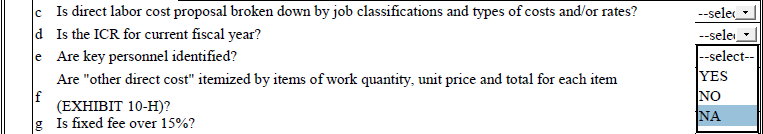 c Is direct labor cost proposal broken down by job classifications and types of costs and/or rates? --selec
d Is the ICR for current fiscal year? --selec
e Are key personnel identified? --select--
Are "other direct cost" itemized by items of work quantity, unit price and total for each item YES
f (EXHIBIT 10-H)? NO
g Is fixed fee over 15%? NA